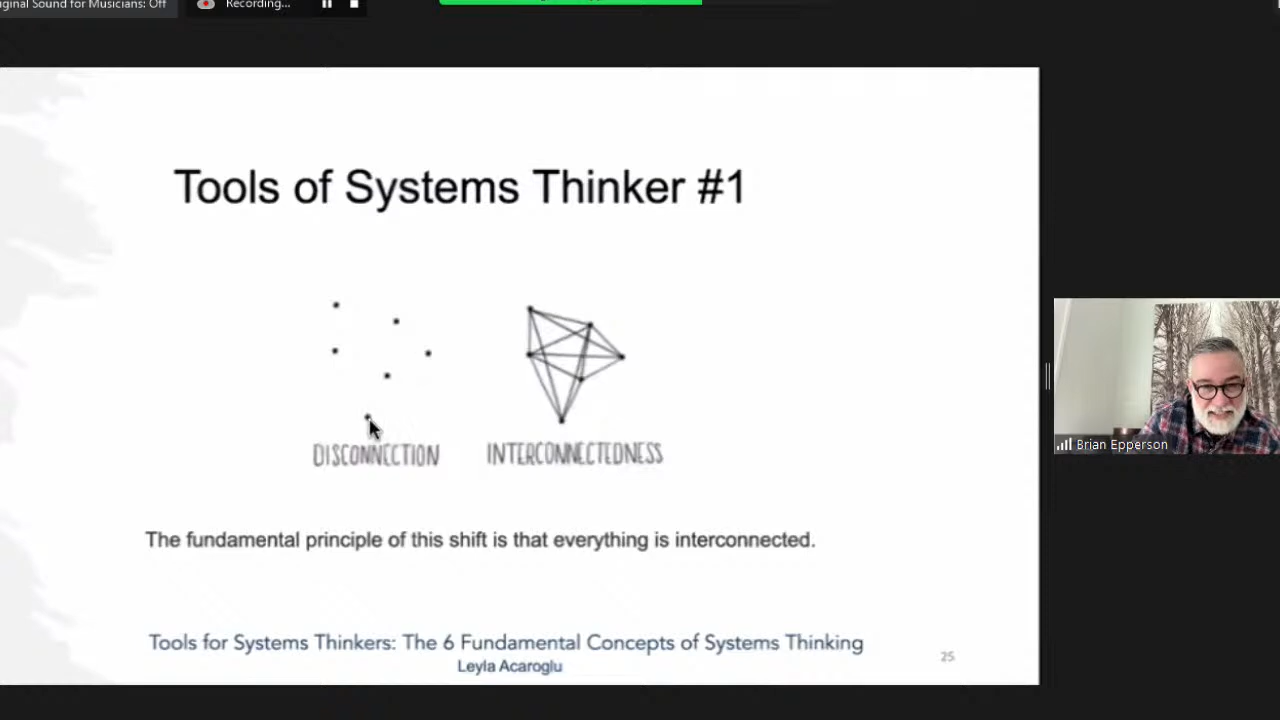 ginal Sound for Musicians: Off
Recording...
Tools of Systems Thinker #1
DISCONNECTION
INTERCONNECTEDNESS
The fundamental principle of this shift is that everything is interconnected.
Tools for Systems Thinkers: The 6 Fundamental Concepts of Systems Thinking
Leyla Acaroglu
25
Brian Epperson